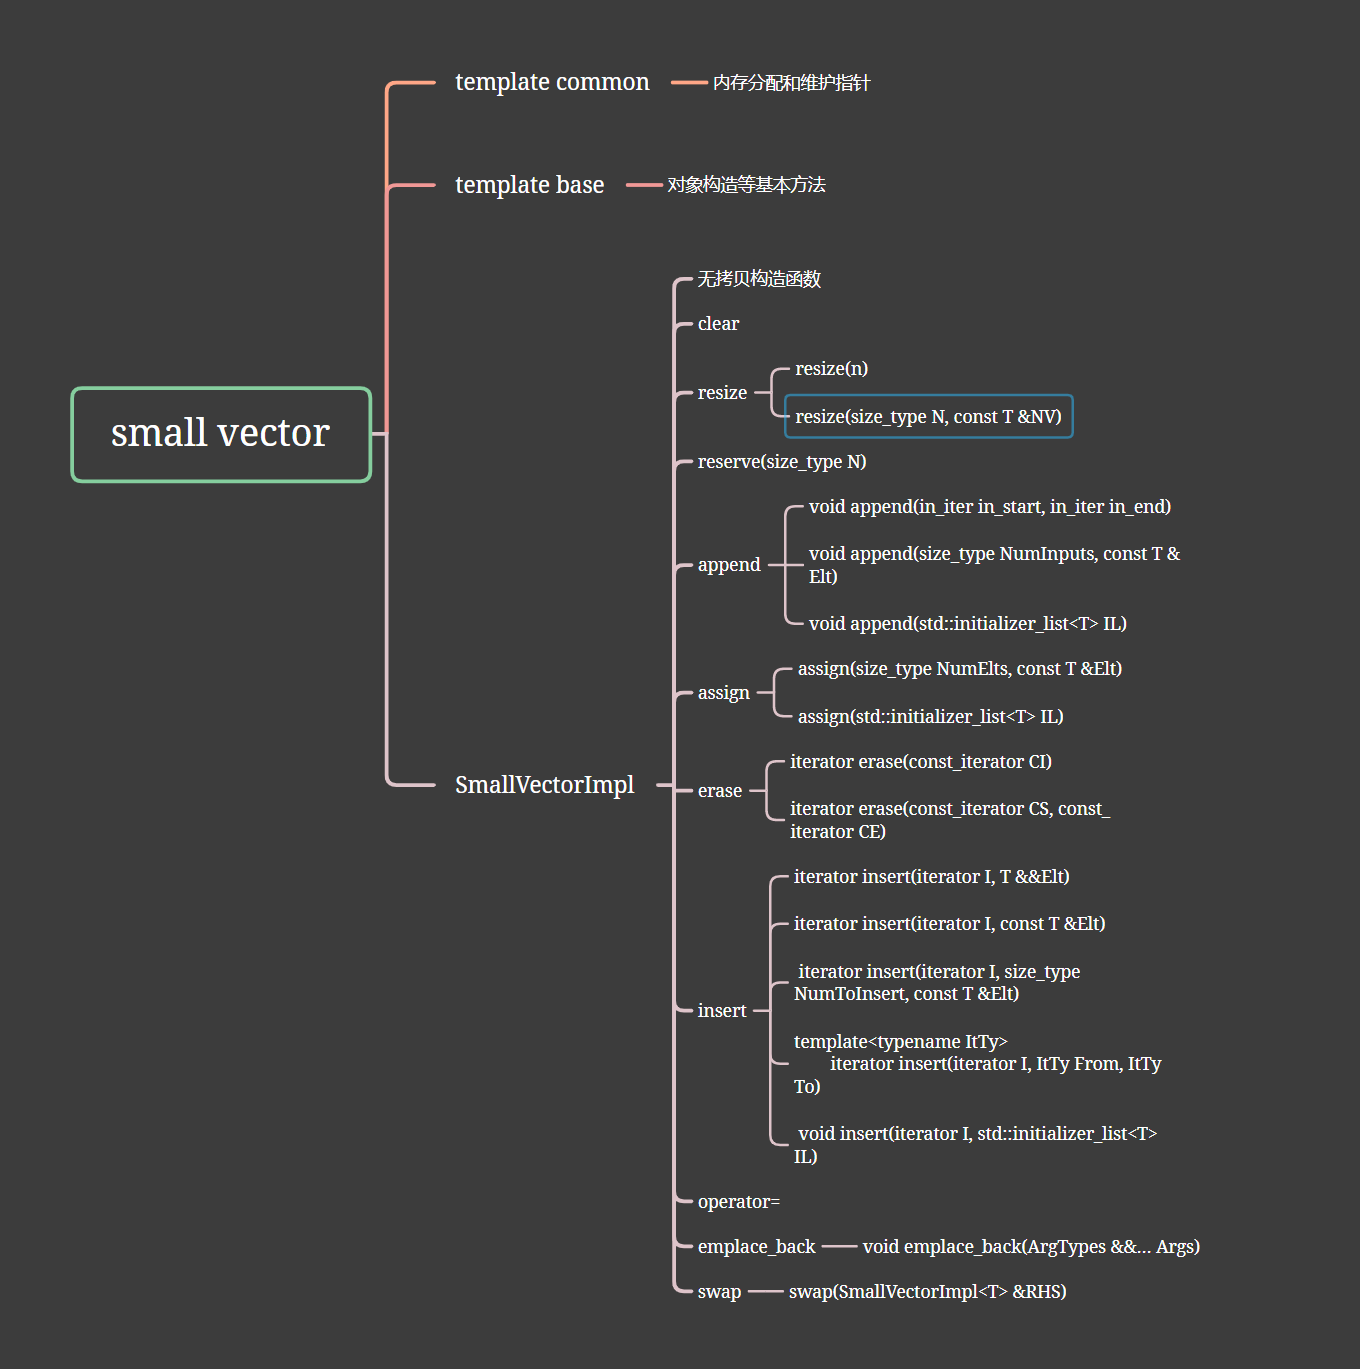 template common
内存分配和维护指针
template base
对象构造等基本方法
small vector
SmallVectorImpl
无拷贝构造函数
clear
resize
resize(n)
resize(size_type N, const T &NV)
reserve(size_type N)
append
void append(in_iter in_start, in_iter in_end)
void append(size_type NumInputs, const T &
Elt)
void append(std::initializer_list<T> IL)
assign
assign(size_type NumElts, const T &Elt)
assign(std::initializer_list<T> IL)
erase
iterator erase(const_iterator CI)
iterator erase(const_iterator CS, const_
iterator CE)
insert
iterator insert(iterator I, T &&Elt)
iterator insert(iterator I, const T &Elt)
iterator insert(iterator I, size_type
NumToInsert, const T &Elt)
template<typename ItTy>
iterator insert(iterator I, ItTy From, ItTy
To)
void insert(iterator I, std::initializer_list<T>
IL)
operator=
emplace_back
void emplace_back(ArgTypes &&... Args)
swap
swap(SmallVectorImpl<T> &RHS)